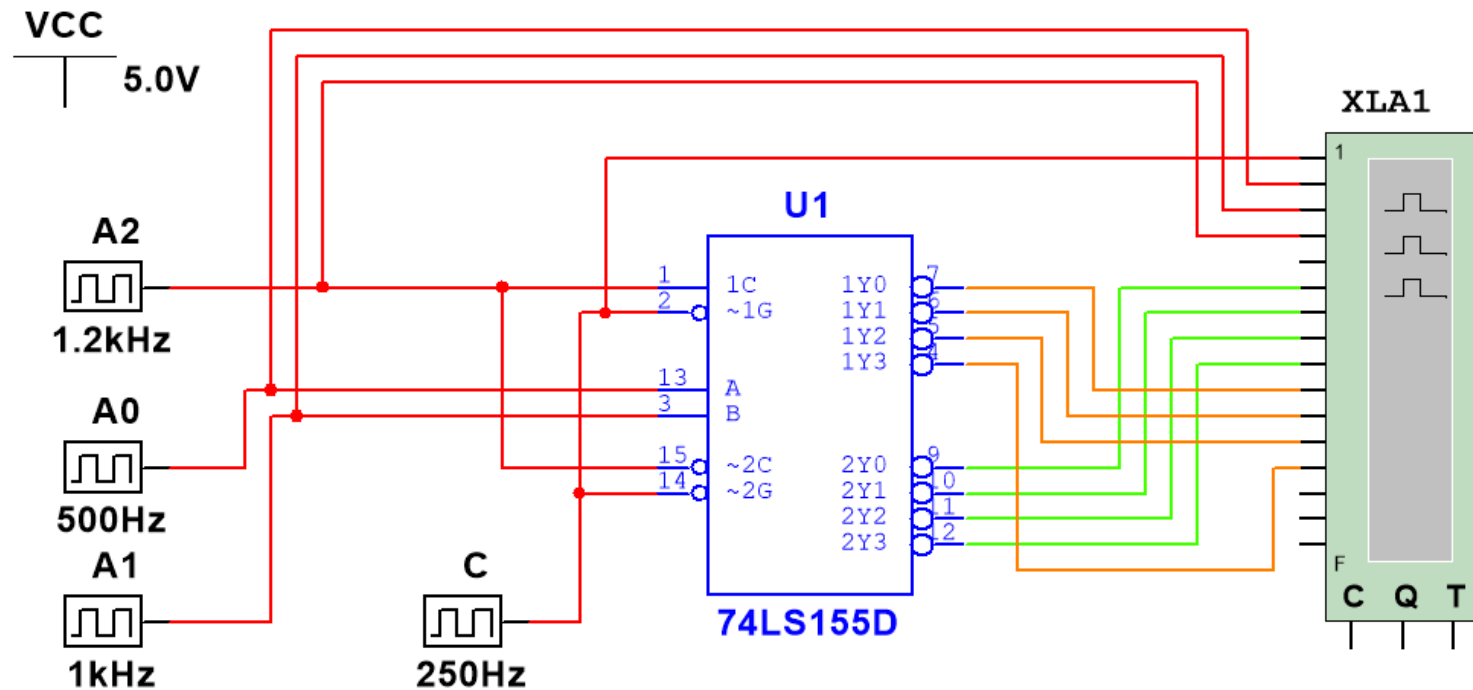 VCC
5.0V
XLA1
1
U1
A2
1.2kHz
1 1C 1Y0 7
2 ~1G 1Y1 6
1Y2 5
1Y3 4
13 A
3 B
A0
500Hz
15 ~2C 2Y0 9
14 ~2G 2Y1 10
2Y2 11
2Y3 12
A1
1kHz
C
250Hz
74LS155D
F
C Q T